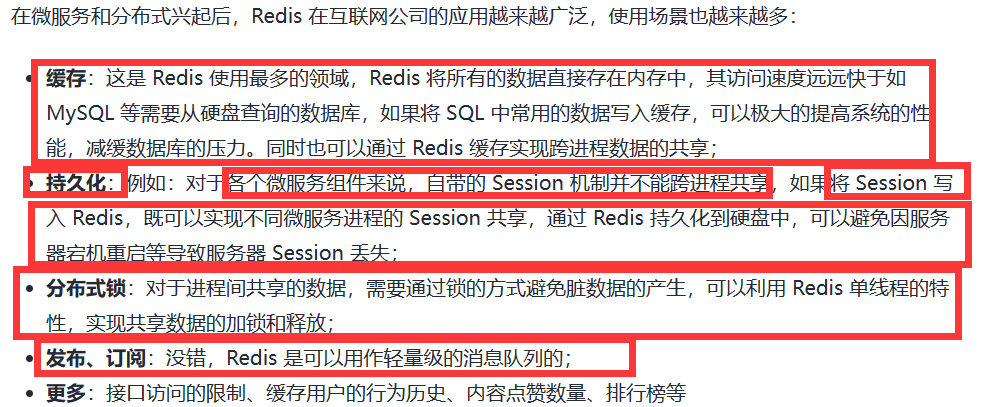 在微服务和分布式兴起后，Redis 在互联网公司的应用越来越广泛，使用场景也越来越多：
缓存：这是 Redis 使用最多的领域，Redis 将所有的数据直接存在内存中，其访问速度远远快于如
MySQL 等需要从硬盘查询的数据库，如果将 SQL 中常用的数据写入缓存，可以极大的提高系统的性
能，减缓数据库的压力。同时也可以通过 Redis 缓存实现跨进程数据的共享；
持久化：例如：对于各个微服务组件来说，自带的 Session 机制并不能跨进程共享，如果将 Session 写
入 Redis，既可以实现不同微服务进程的 Session 共享，通过 Redis 持久化到硬盘中，可以避免因服务
器宕机重启等导致服务器 Session 丢失；
分布式锁：对于进程间共享的数据，需要通过锁的方式避免脏数据的产生，可以利用 Redis 单线程的特
性，实现共享数据的加锁和释放；
发布、订阅：没错，Redis 是可以用作轻量级的消息队列的；
更多：接口访问的限制、缓存用户的行为历史、内容点赞数量、排行榜等